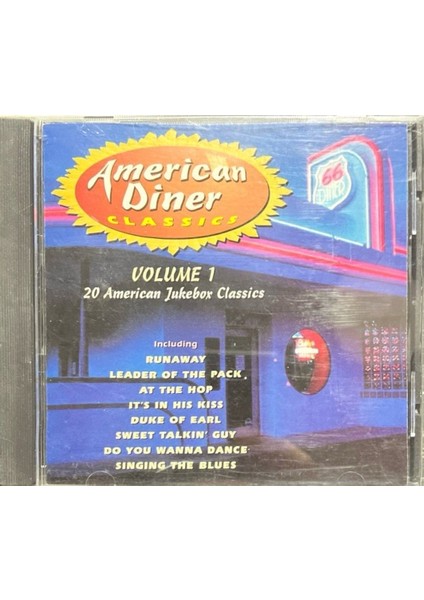 American
Diner
CLASSICS
66
DINER
VOLUME 1
20 American Jukebox Classics
Including
RUNAWAY
LEADER OF THE PACK
AT THE HOP
IT'S IN HIS KISS
DUKE OF EARL
SWEET TALKIN' GUY
DO YOU WANNA DANCE
SINGING THE BLUES